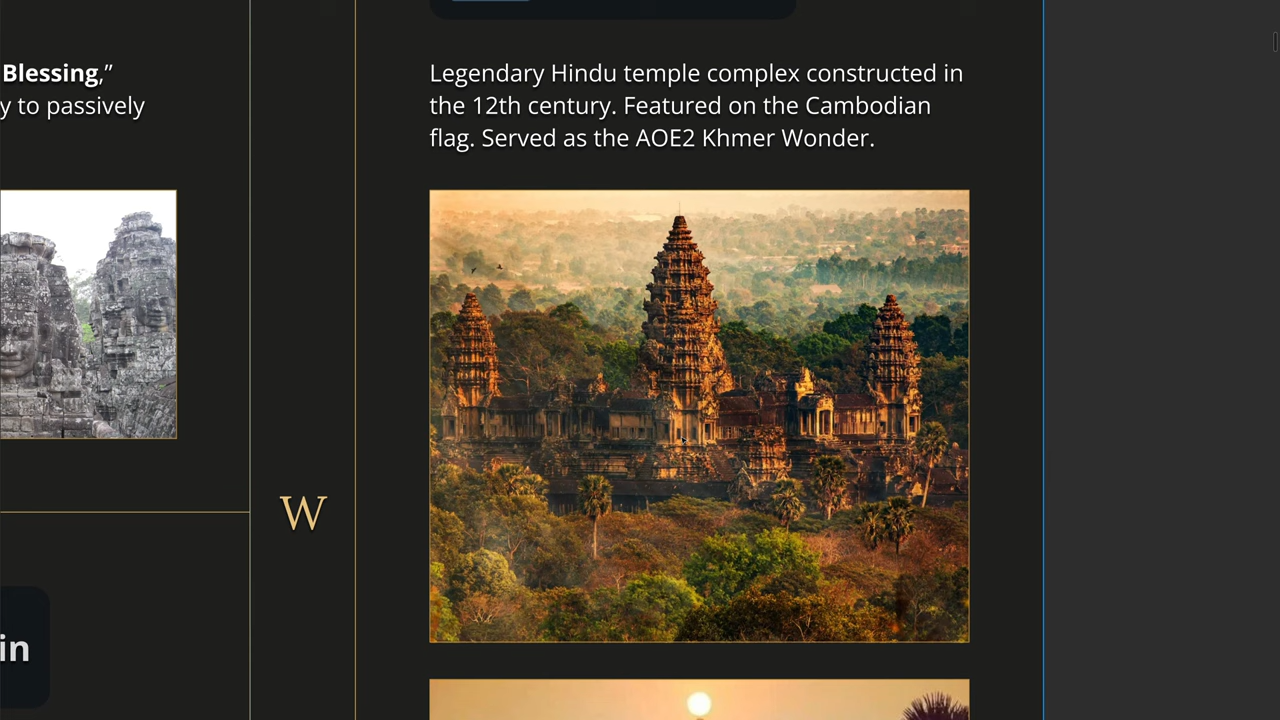 Blessing,”
y to passively
W
in
Legendary Hindu temple complex constructed in
the 12th century. Featured on the Cambodian
flag. Served as the AOE2 Khmer Wonder.